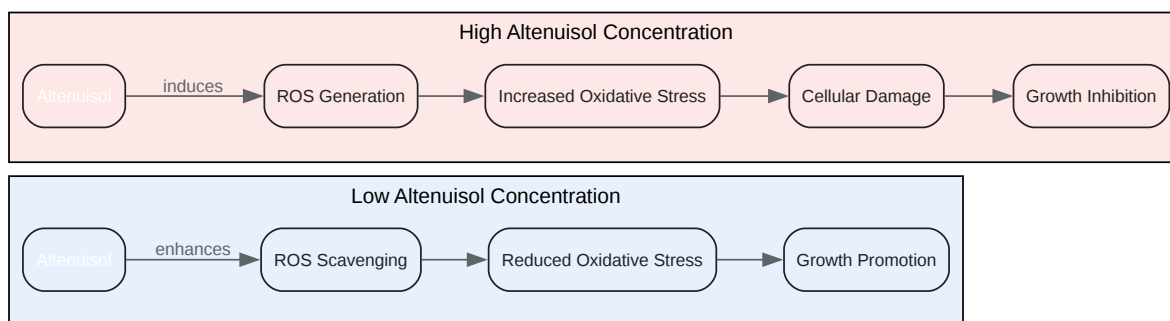 High Altenuisol Concentration
Altenuisol induces ROS Generation Increased Oxidative Stress Cellular Damage Growth Inhibition
Low Altenuisol Concentration
Altenuisol enhances ROS Scavenging Reduced Oxidative Stress Growth Promotion